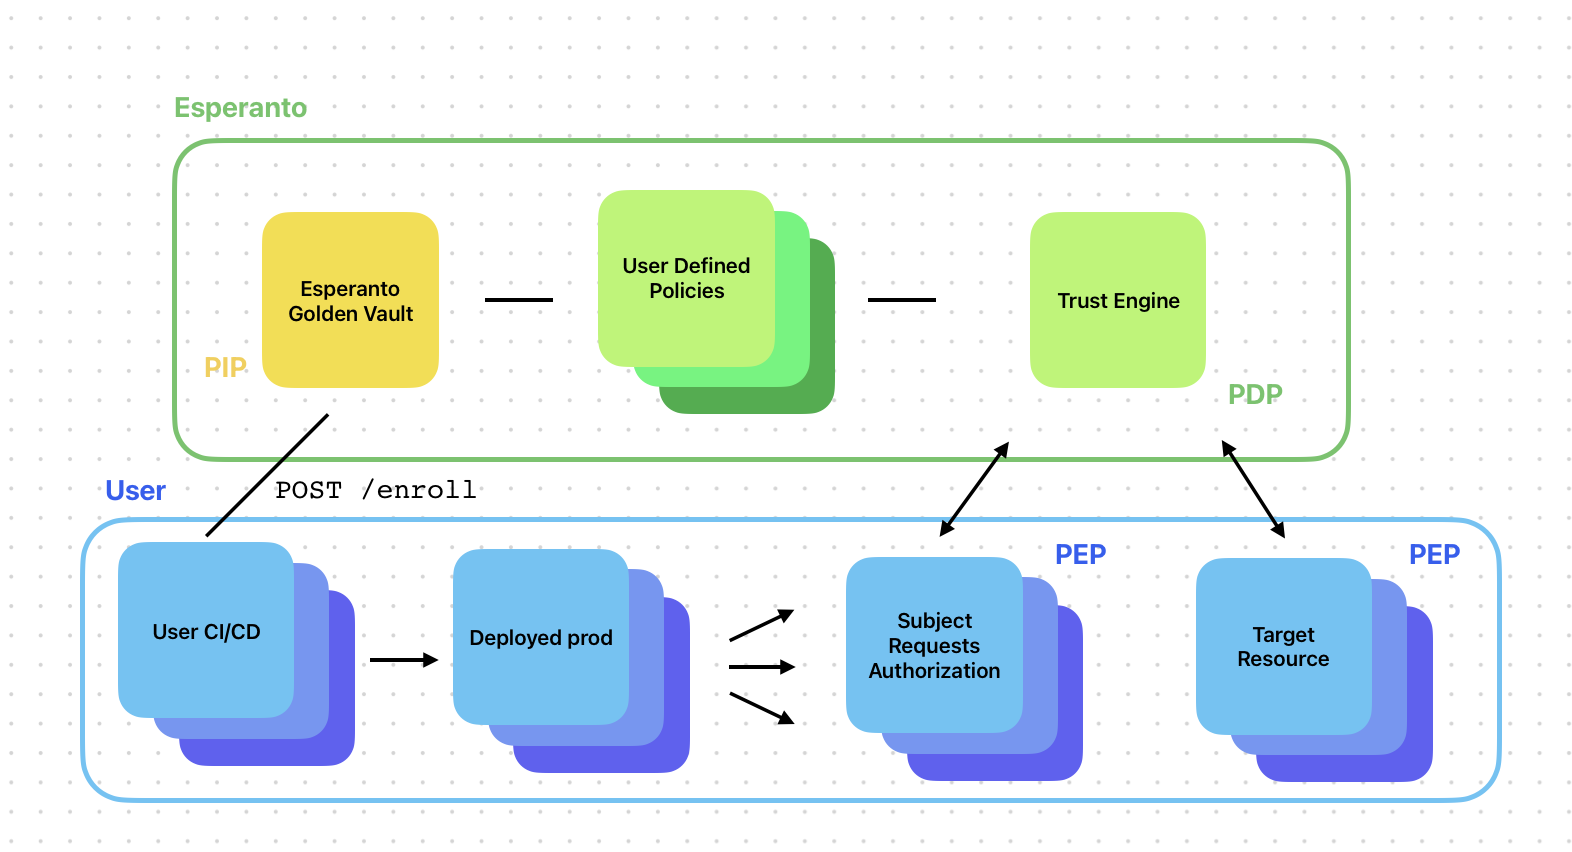 Esperanto
Esperanto
Golden Vault
PIP
User Defined
Policies
Trust Engine
PDP
POST /enroll
User
User CI/CD
Deployed prod
Subject
Requests
Authorization
PEP
Target
Resource
PEP